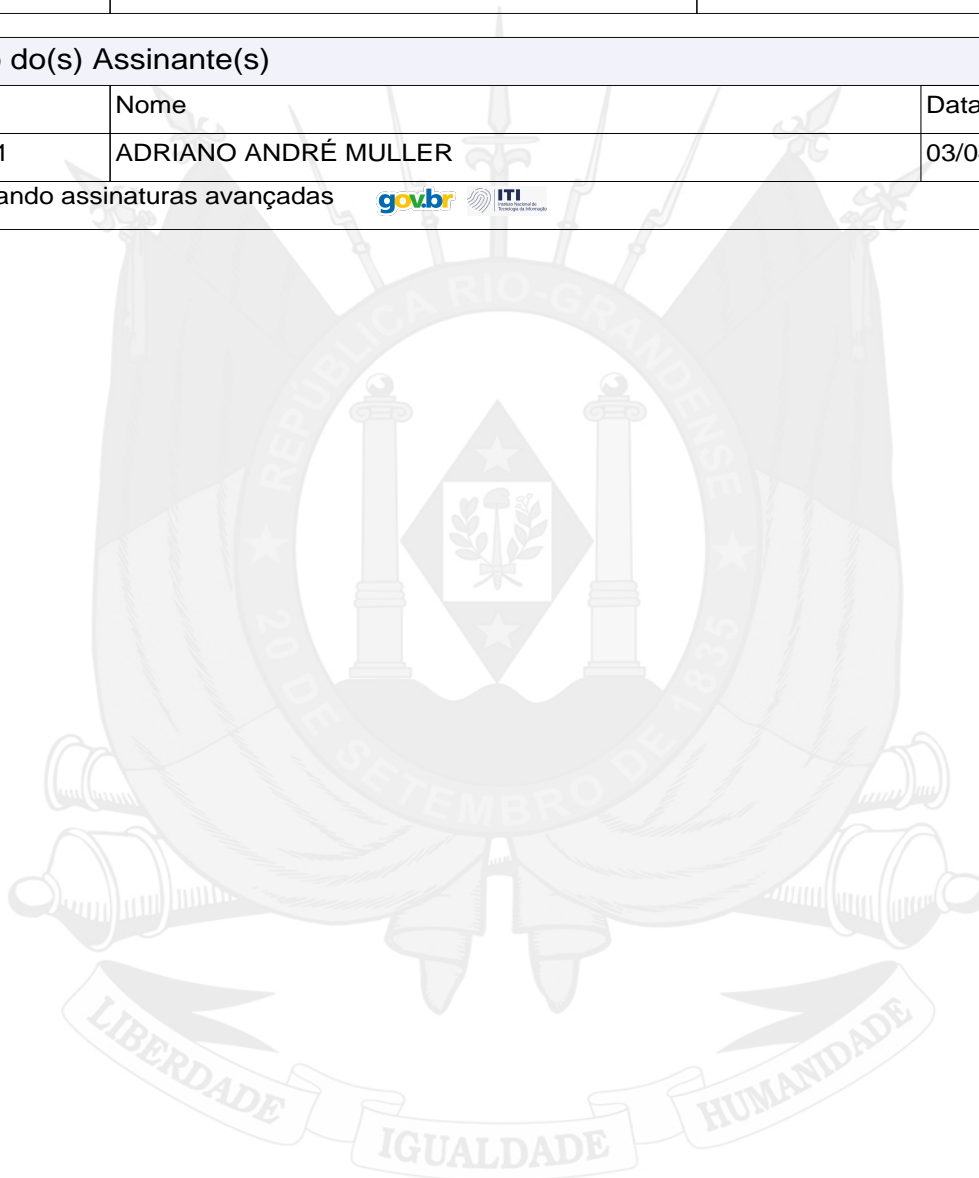 do(s) Assinante(s)
Nome Data
1 ADRIANO ANDRÉ MULLER 03/0
ando assinaturas avançadas gov.br ITI
REPÚBLICA RIO-GRANDENSE
20 DE SETEMBRO DE 1835
LIBERDADE
IGUALDADE
HUMANIDADE